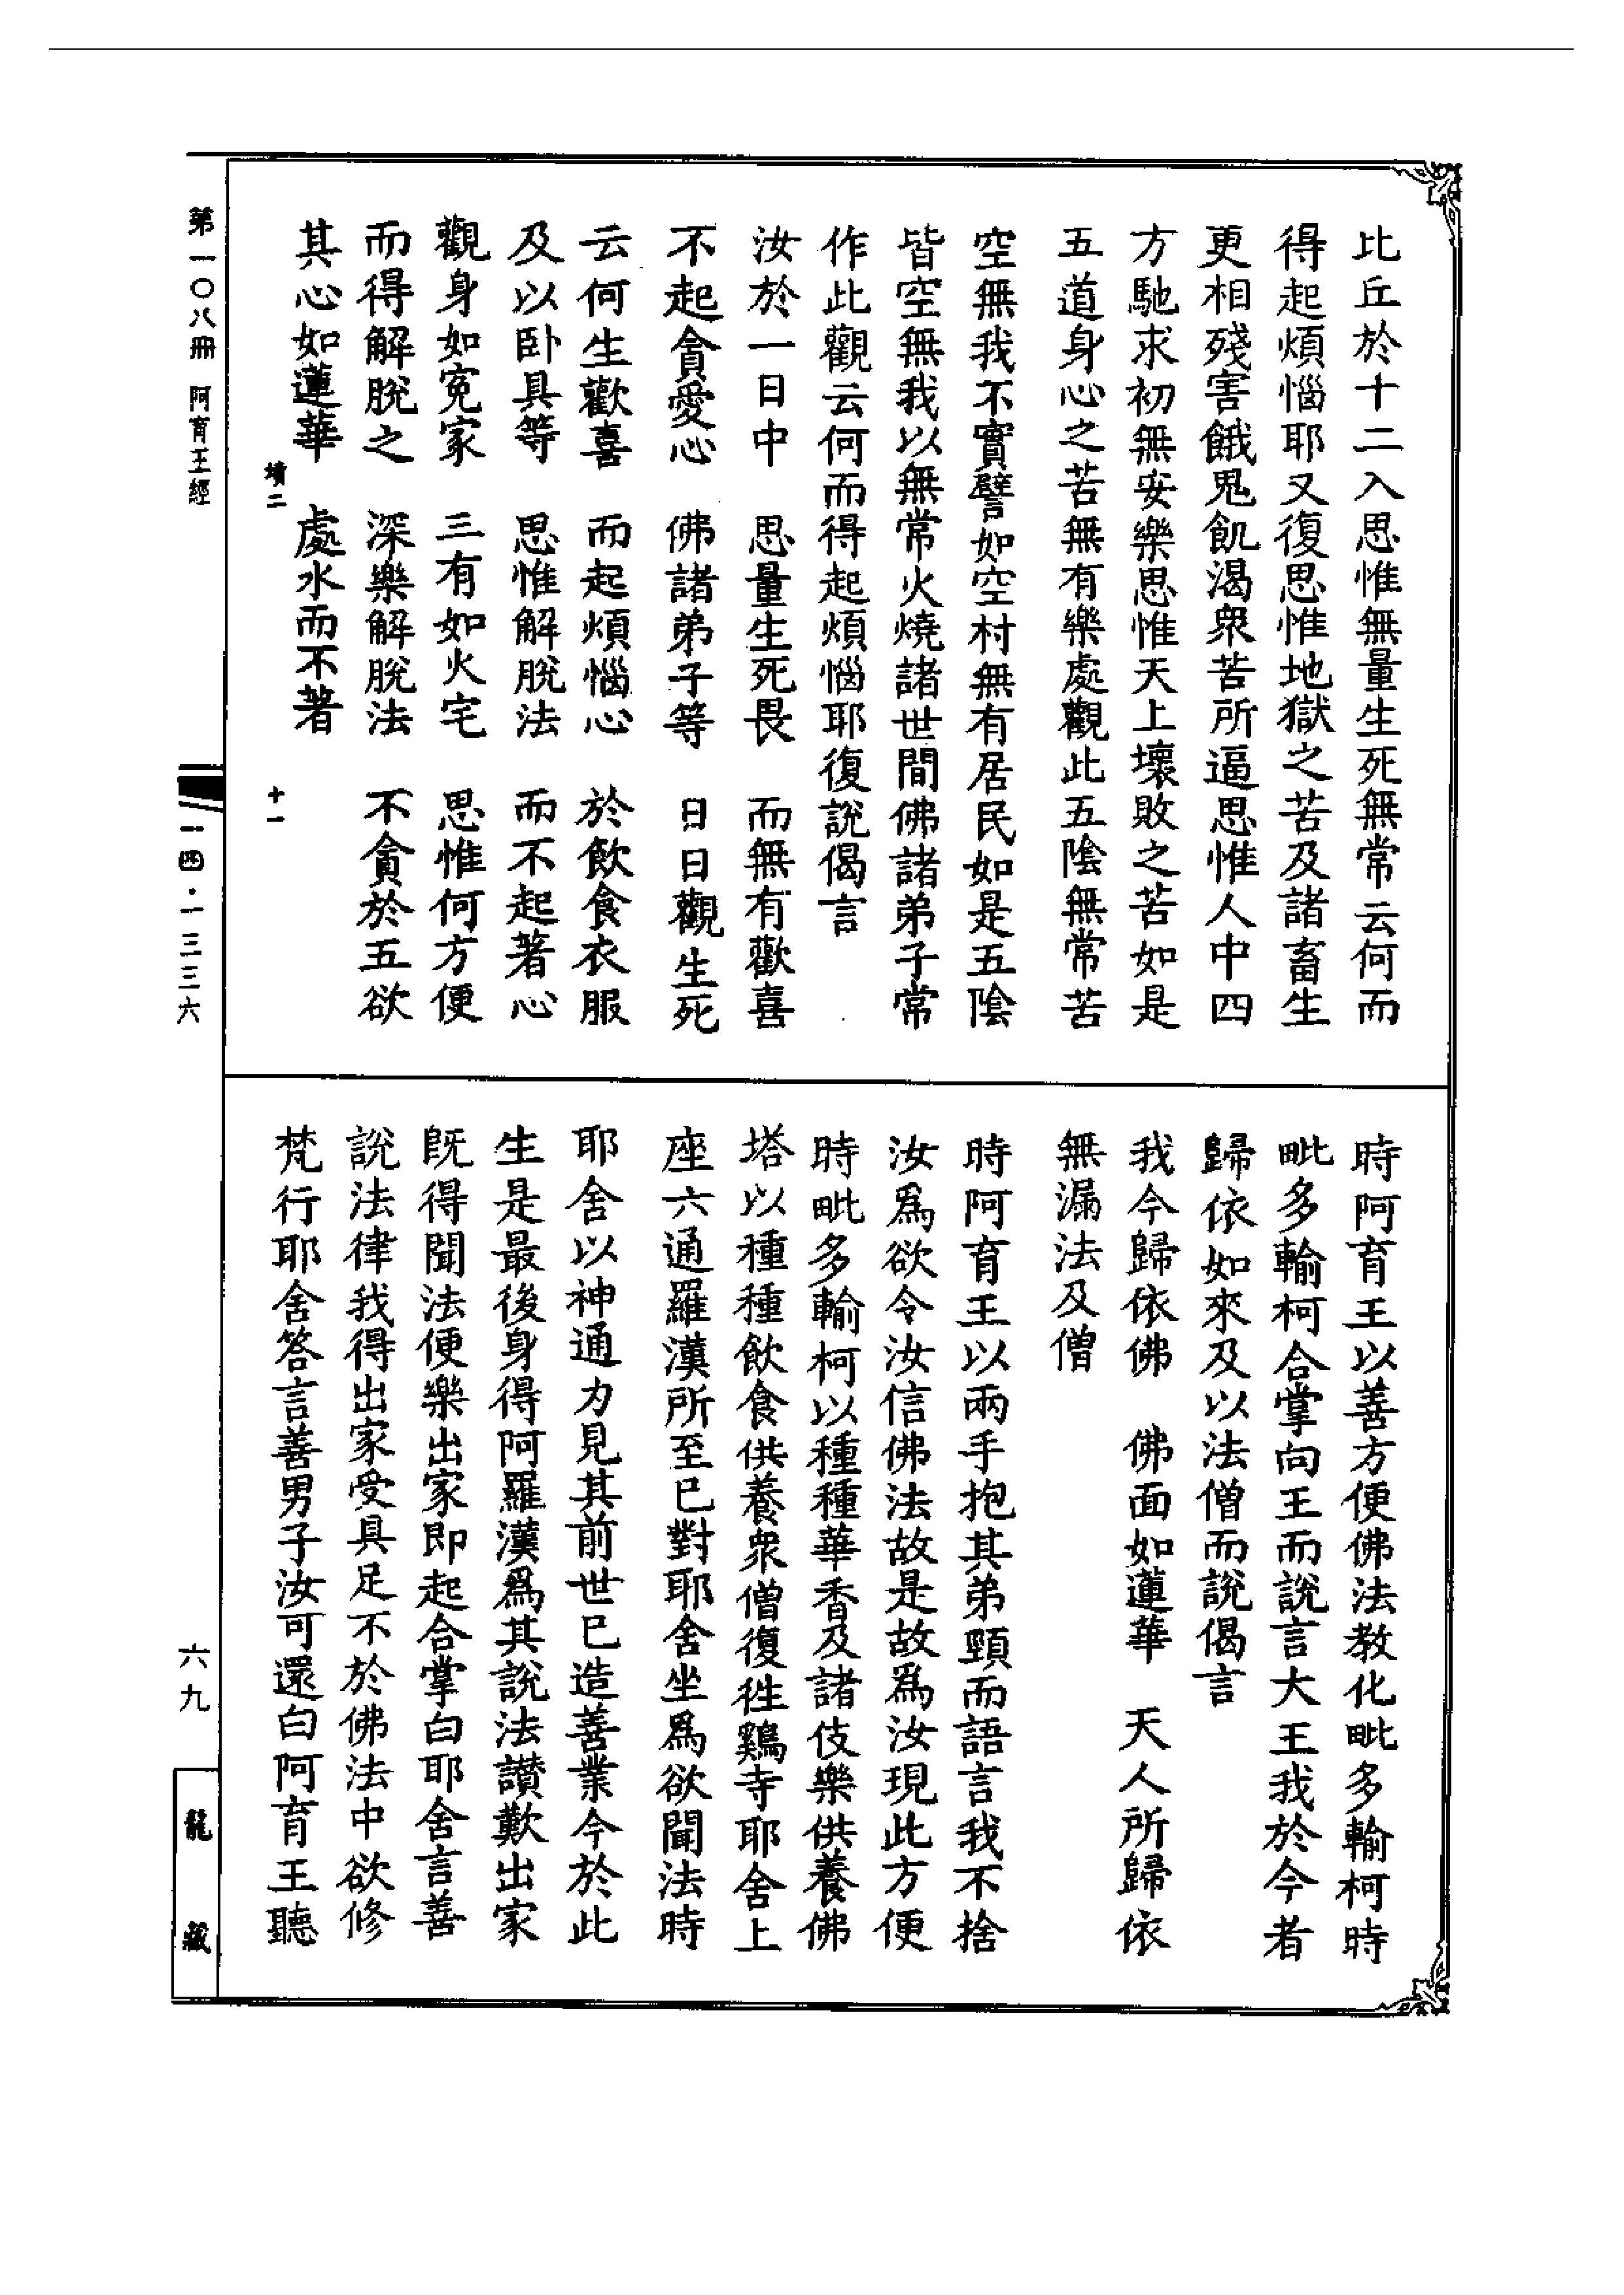 比丘於十二入思惟無量生死無常云何而
得起煩惱耶又復思惟地獄之苦及諸畜生
更相殘害餓鬼飢渴衆苦所逼思惟人中四
方馳求初無安樂思惟天上壞敗之苦如是
五道身心之苦無有樂處觀此五陰無常苦
空無我不實譬如空村無有居民如是五陰
皆空無我以無常火燒諸世間佛諸弟子常
作此觀云何而得起煩惱耶復說偈言
汝於一日中　思量生死畏　而無有歡喜
不起貪愛心　佛諸弟子等　日日觀生死
云何生歡喜　而起煩惱心　於飲食衣服
及以卧具等　思惟解脫法　而不起著心
觀身如寃家　三有如火宅　思惟何方便
而得解脫之　深樂解脫法　不貪於五欲
其心如蓮華　處水而不著
墳二　十一
時阿育王以善方便佛法教化毗多輸柯時
毗多輸柯合掌向王而說言大王我於今者
歸依如來及以法僧而說偈言
我今歸依佛　佛面如蓮華　天人所歸依
無漏法及僧
時阿育王以兩手抱其弟頸而語言我不捨
汝爲欲令汝信佛法故是故爲汝現此方便
時毗多輸柯以種種華香及諸伎樂供養佛
塔以種種飲食供養衆僧復徃鷄寺耶舍上
座六通羅漢所至已對耶舍坐爲欲聞法時
耶舍以神通力見其前世已造善業今於此
生是最後身得阿羅漢爲其說法讃歎出家
旣得聞法便樂出家即起合掌白耶舍言善
說法律我得出家受具足不於佛法中欲修
梵行耶舍答言善男子汝可還白阿育王聽
第一〇八冊　阿育王經
一四·一三三六
六九
龍藏